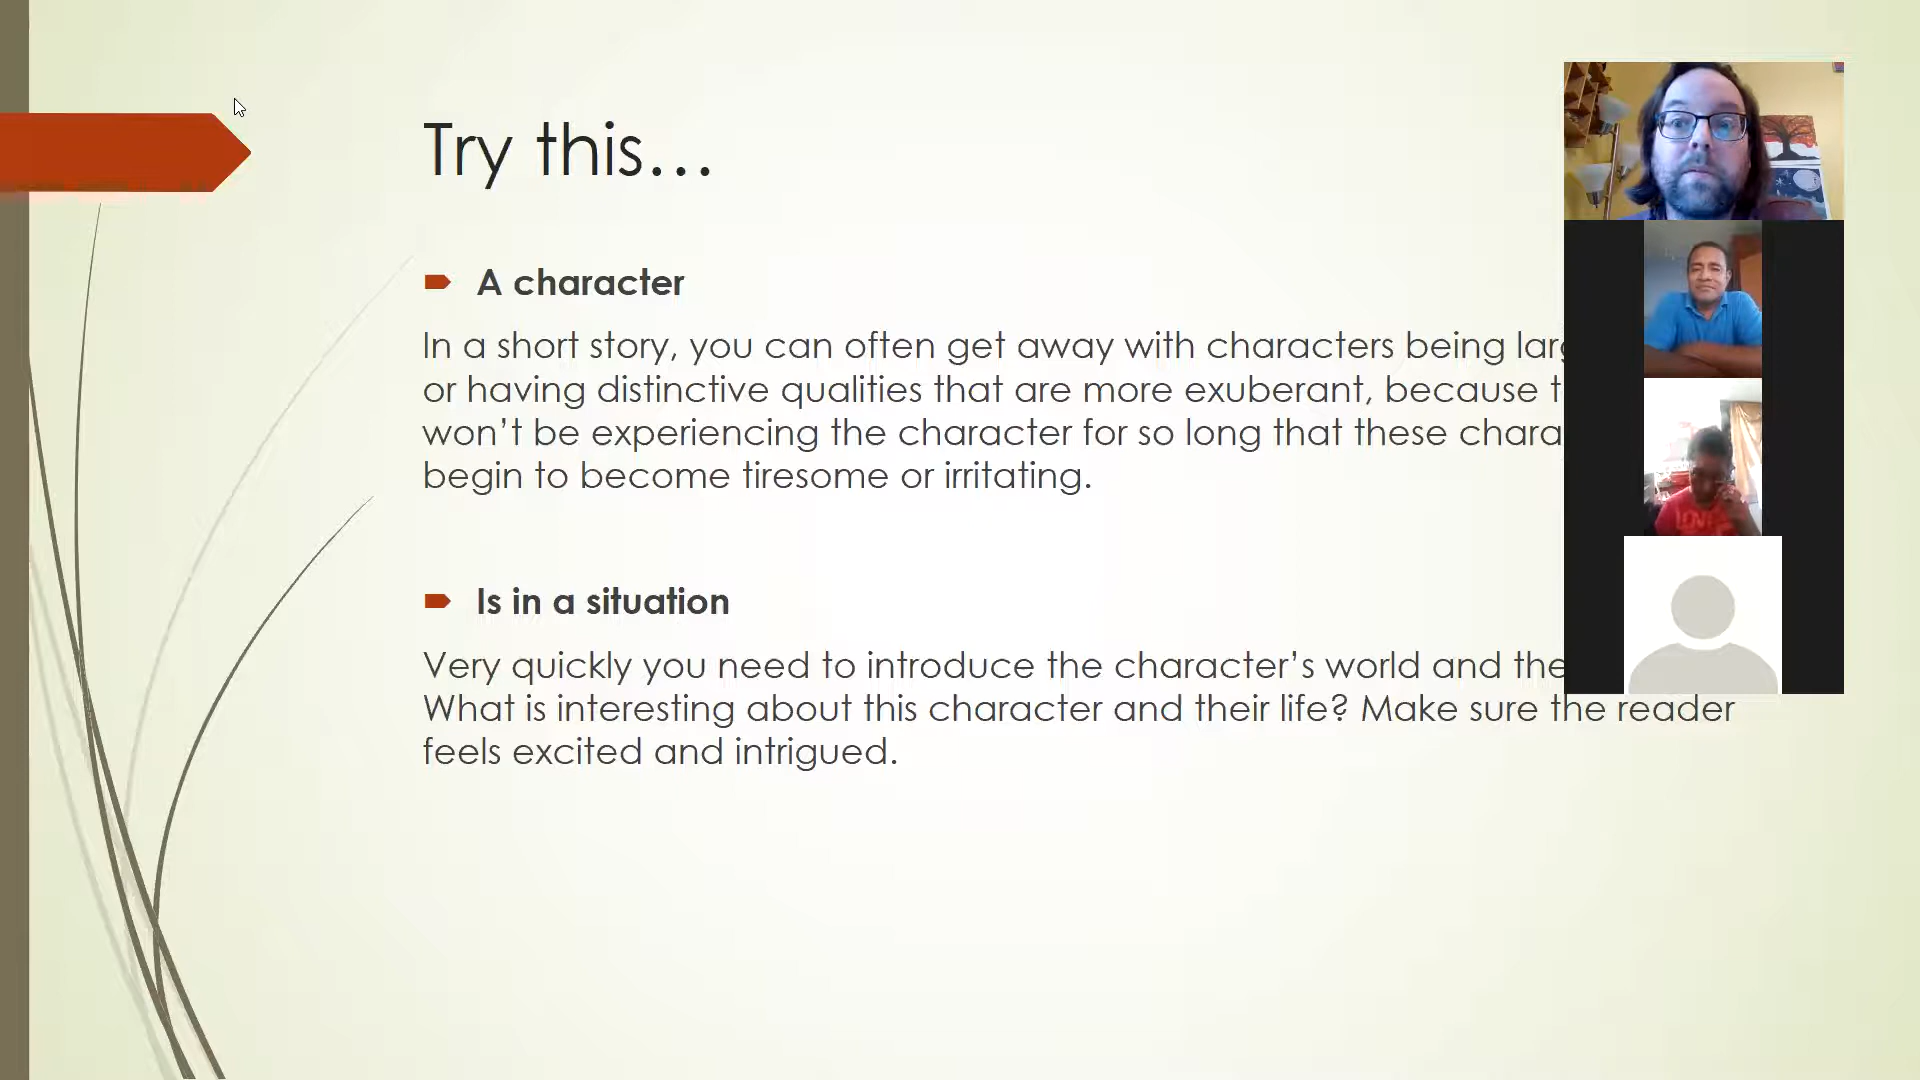 Try this…
A character
In a short story, you can often get away with characters being
or having distinctive qualities that are more exuberant, because
won’t be experiencing the character for so long that these
begin to become tiresome or irritating.
Is in a situation
Very quickly you need to introduce the character’s world and
What is interesting about this character and their life? Make sure the reader
feels excited and intrigued.